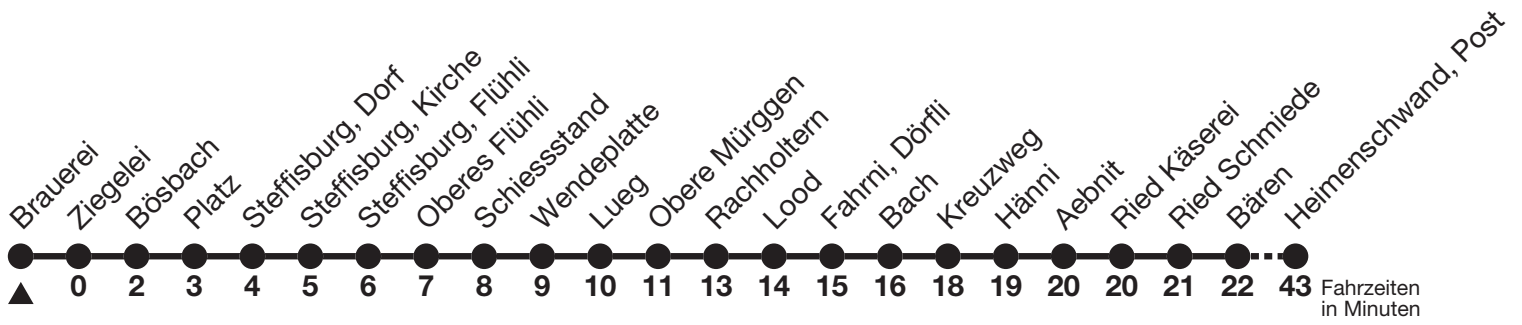 Brauerei
Ziegelei
Bösbach
Platz
Steffisburg, Dorf
Steffisburg, Kirche
Steffisburg, Flühli
Oberes Flühli
Schiessstand
Wendeplatte
Lueg
Obere Mürggen
Rachholtern
Lood
Fahrni, Dörfli
Bach
Kreuzweg
Hänni
Aebnit
Ried Käserei
Ried Schmiede
Bären
Heimenschwand, Post
0 2 3 4 5 6 7 8 9 10 11 13 14 15 16 18 19 20 20 21 22 43
Fahrzeiten
in Minuten